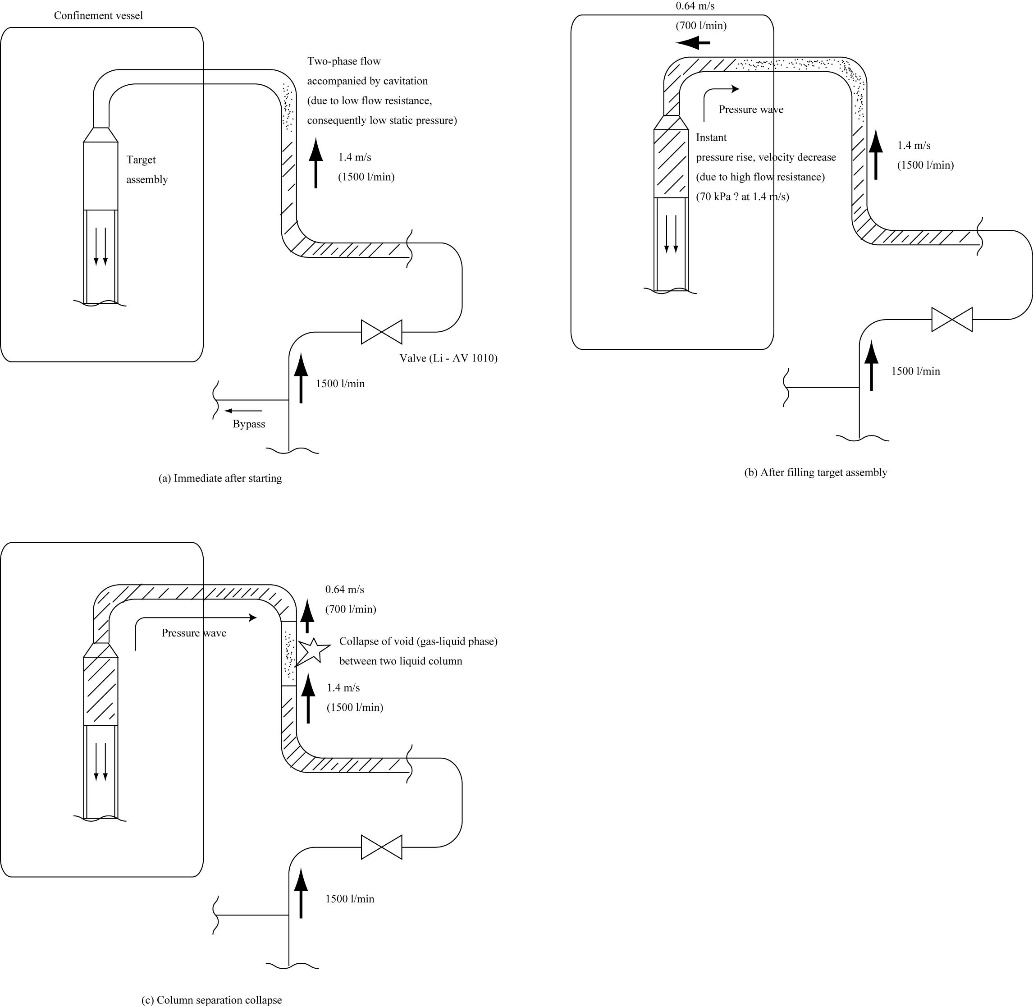 Confinement vessel
Two-phase flow
accompanied by cavitation
(due to low flow resistance,
consequently low static pressure)
1.4 m/s
(1500 l/min)
Target
assembly
Valve (Li - AV 1010)
1500 l/min
Bypass
(a) Immediate after starting
0.64 m/s
(700 l/min)
Pressure wave
Instant
pressure rise, velocity decrease
(due to high flow resistance)
(70 kPa ? at 1.4 m/s)
1.4 m/s
(1500 l/min)
1500 l/min
(b) After filling target assembly
0.64 m/s
(700 l/min)
Pressure wave
Collapse of void (gas-liquid phase)
between two liquid column
1.4 m/s
(1500 l/min)
1500 l/min
(c) Column separation collapse